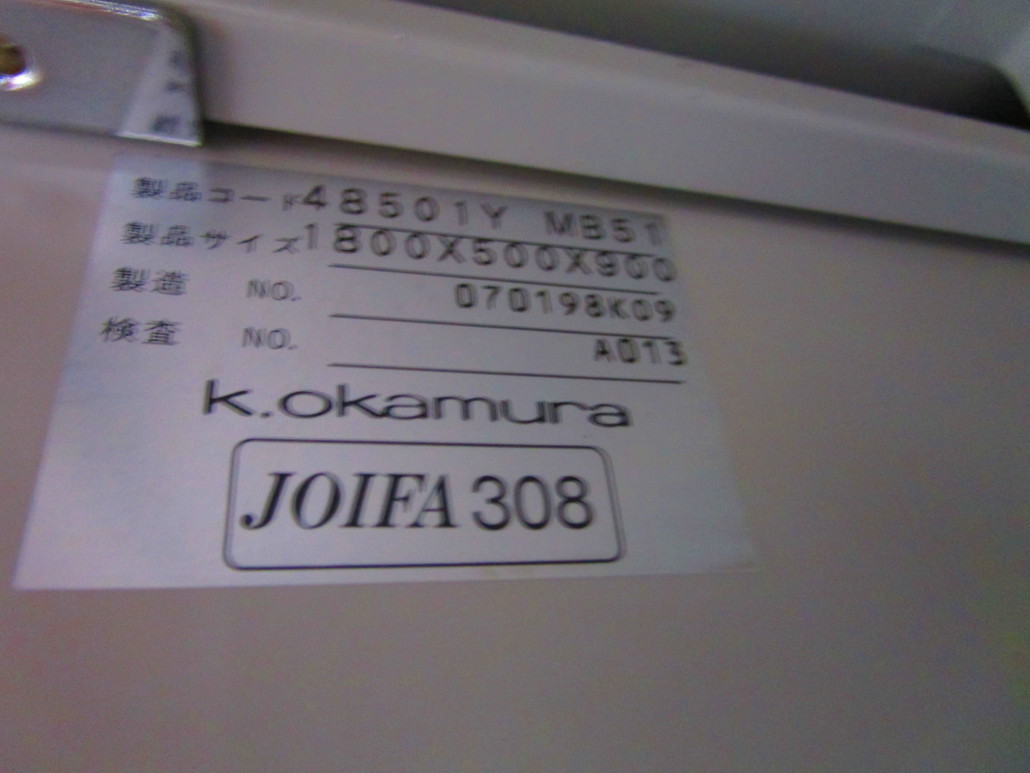 製品コード 48501Y MB51
製品サイズ 1800X500X900
製造 NO. 070198K09
検査 NO. A013
k.okamura
JOIFA 308